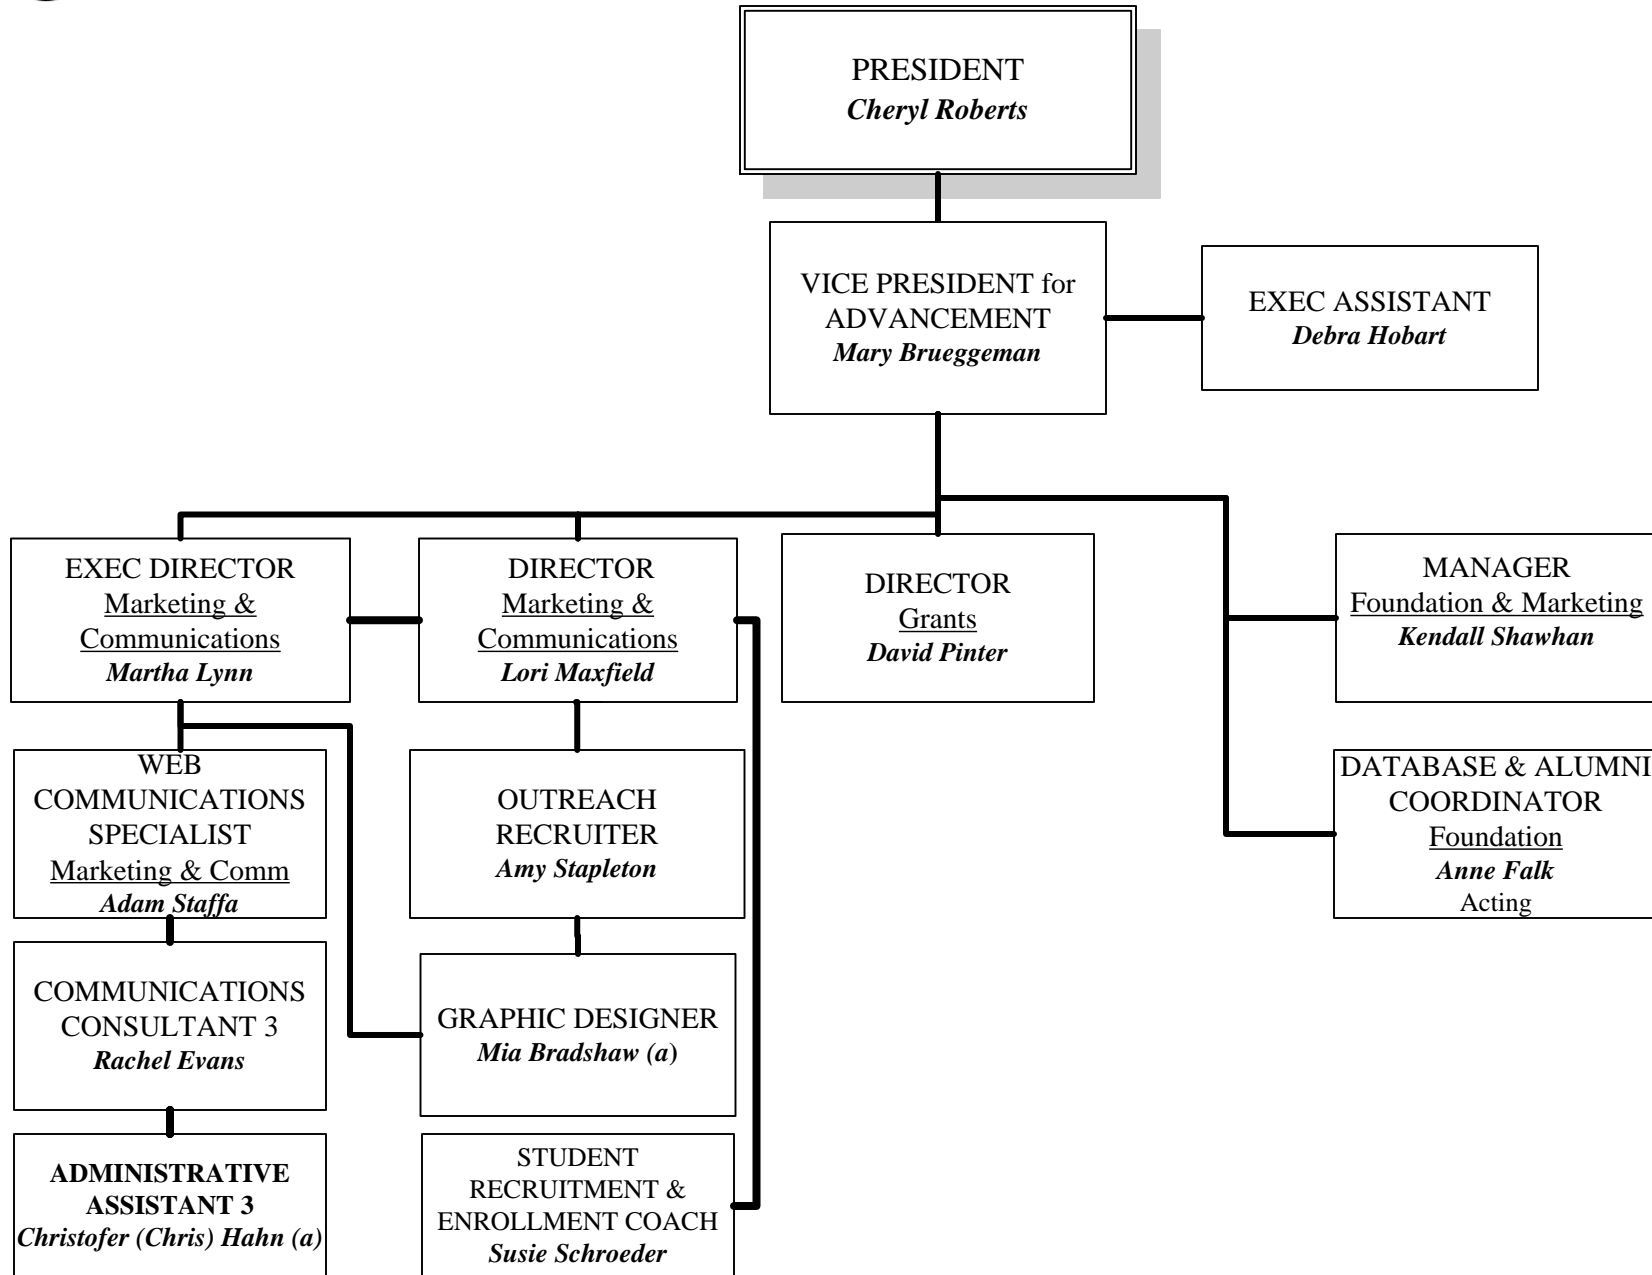 PRESIDENT
Cheryl Roberts
VICE PRESIDENT for
ADVANCEMENT
Mary Brueggeman
EXEC ASSISTANT
Debra Hobart
EXEC DIRECTOR
Marketing &
Communications
Martha Lynn
DIRECTOR
Marketing &
Communications
Lori Maxfield
DIRECTOR
Grants
David Pinter
MANAGER
Foundation & Marketing
Kendall Shawhan
WEB
COMMUNICATIONS
SPECIALIST
Marketing & Comm
Adam Staffa
OUTREACH
RECRUITER
Amy Stapleton
DATABASE & ALUMNI
COORDINATOR
Foundation
Anne Falk
Acting
COMMUNICATIONS
CONSULTANT 3
Rachel Evans
GRAPHIC DESIGNER
Mia Bradshaw (a)
ADMINISTRATIVE
ASSISTANT 3
Christofer (Chris) Hahn (a)
STUDENT
RECRUITMENT &
ENROLLMENT COACH
Susie Schroeder